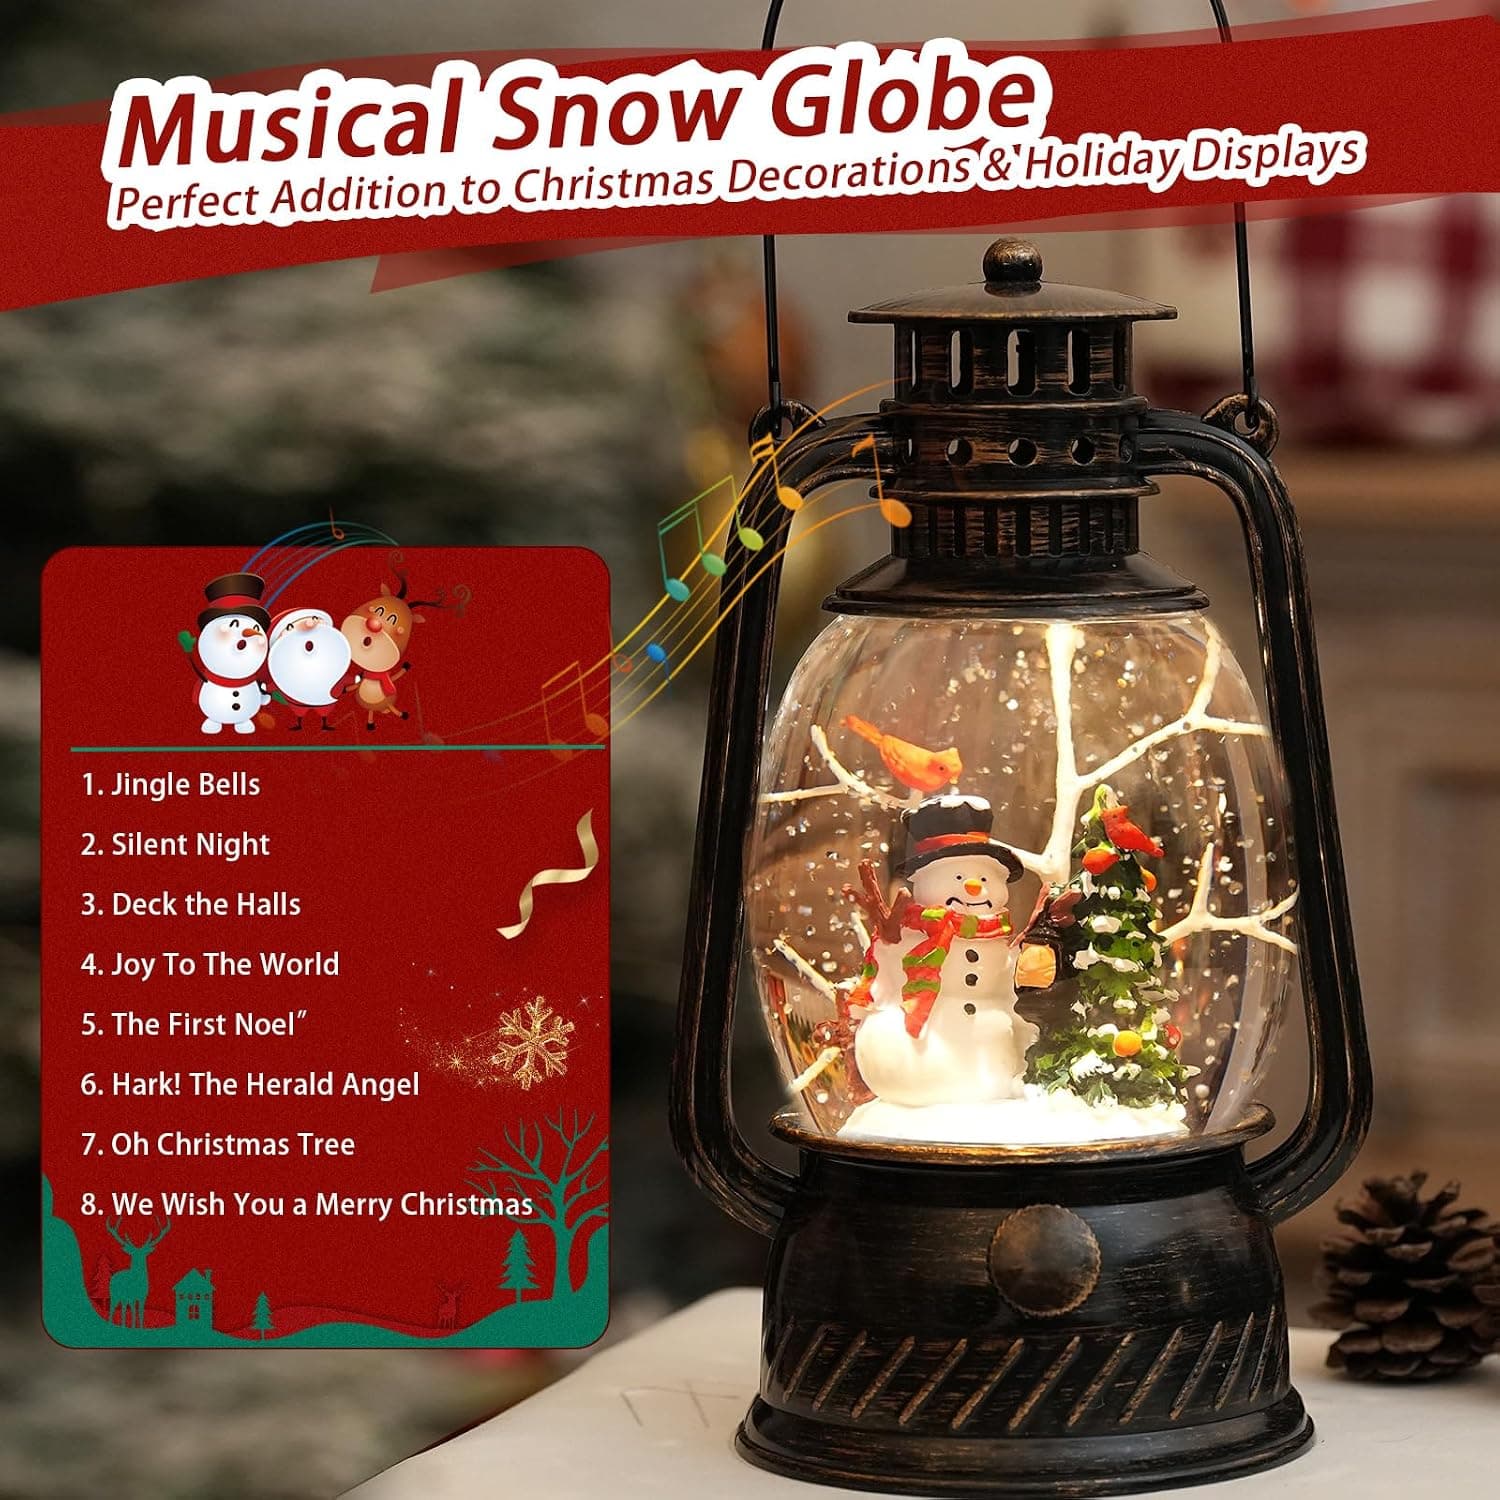 Musical Snow Globe
Perfect Addition to Christmas Decorations & Holiday Displays
1. Jingle Bells
2. Silent Night
3. Deck the Halls
4. Joy To The World
5. The First Noel”
6. Hark! The Herald Angel
7. Oh Christmas Tree
8. We Wish You a Merry Christmas